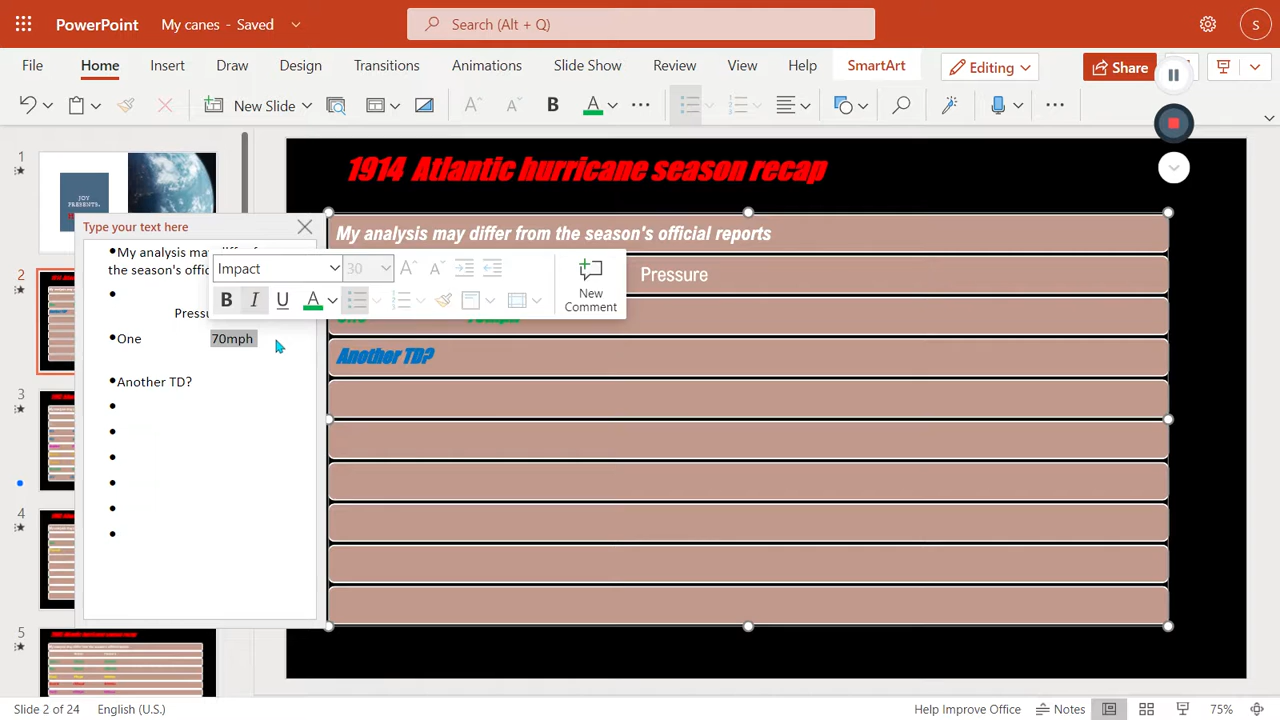 PowerPoint
My canes - Saved
Search (Alt + Q)
S
File
Home
Insert
Draw
Design
Transitions
Animations
Slide Show
Review
View
Help
SmartArt
Editing
Share
New Slide
B
A
1
JOY
PRESENTS.
2
3
4
5
1914 Atlantic hurricane season recap
Type your text here
My analysis may differ from
the season's offic
Pressu
One 70mph
Another TD?
Impact
30
B I U A
New
Comment
My analysis may differ from the season's official reports
Pressure
One 70mph
Another TD?
Slide 2 of 24
English (U.S.)
Help Improve Office
Notes
75%